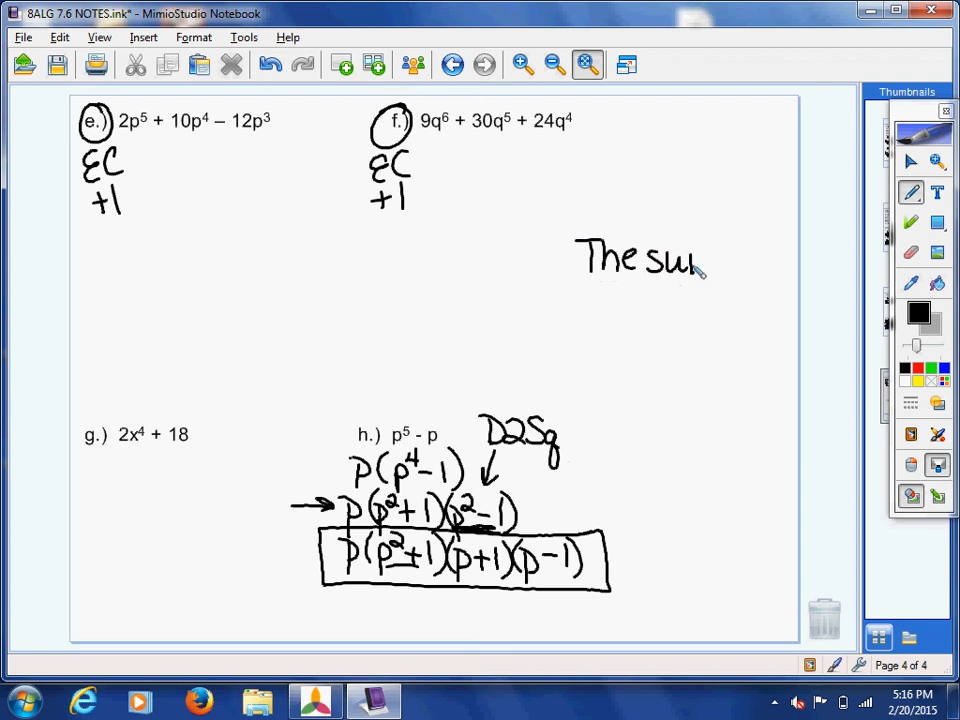 8ALG 7.6 NOTES.ink* - MimioStudio Notebook
File Edit View Insert Format Tools Help
Thumbnails
e.) 2p⁵ + 10p⁴ – 12p³
f.) 9q⁶ + 30q⁵ + 24q⁴
EC
+1
EC
+1
The sum
g.) 2x⁴ + 18
h.) p⁵ - p
D2Sq
p(p⁴-1)
→ p(p²+1)(p²-1)
p(p²+1)(p+1)(p-1)
T
Page 4 of 4
5:16 PM
2/20/2015